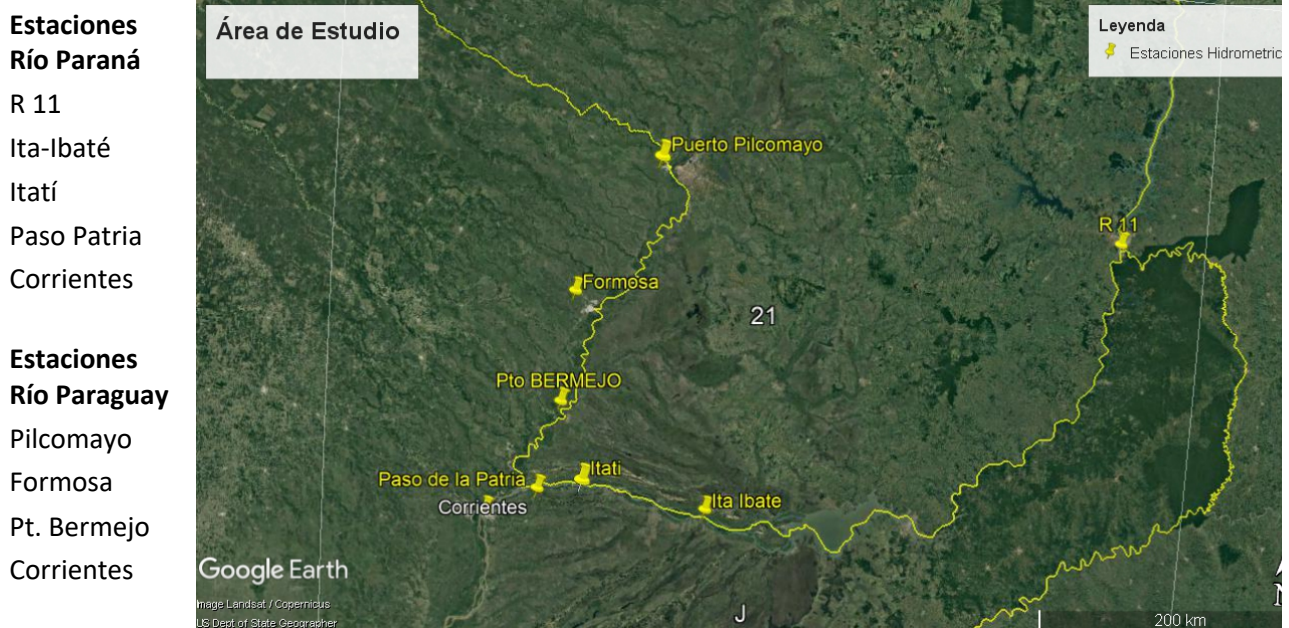 Estaciones
Río Paraná
R 11
Ita-Ibaté
Itatí
Paso Patria
Corrientes
Estaciones
Río Paraguay
Pilcomayo
Formosa
Pt. Bermejo
Corrientes
Área de Estudio
Leyenda
Estaciones Hidrometric
Puerto Pilcomayo
R 11
Formosa
21
Pto BERMEJO
Itati
Paso de la Patria
Ita Ibate
Corrientes
Google Earth
Image Landsat / Copernicus
US Dept of State Geographer
J
N
200 km